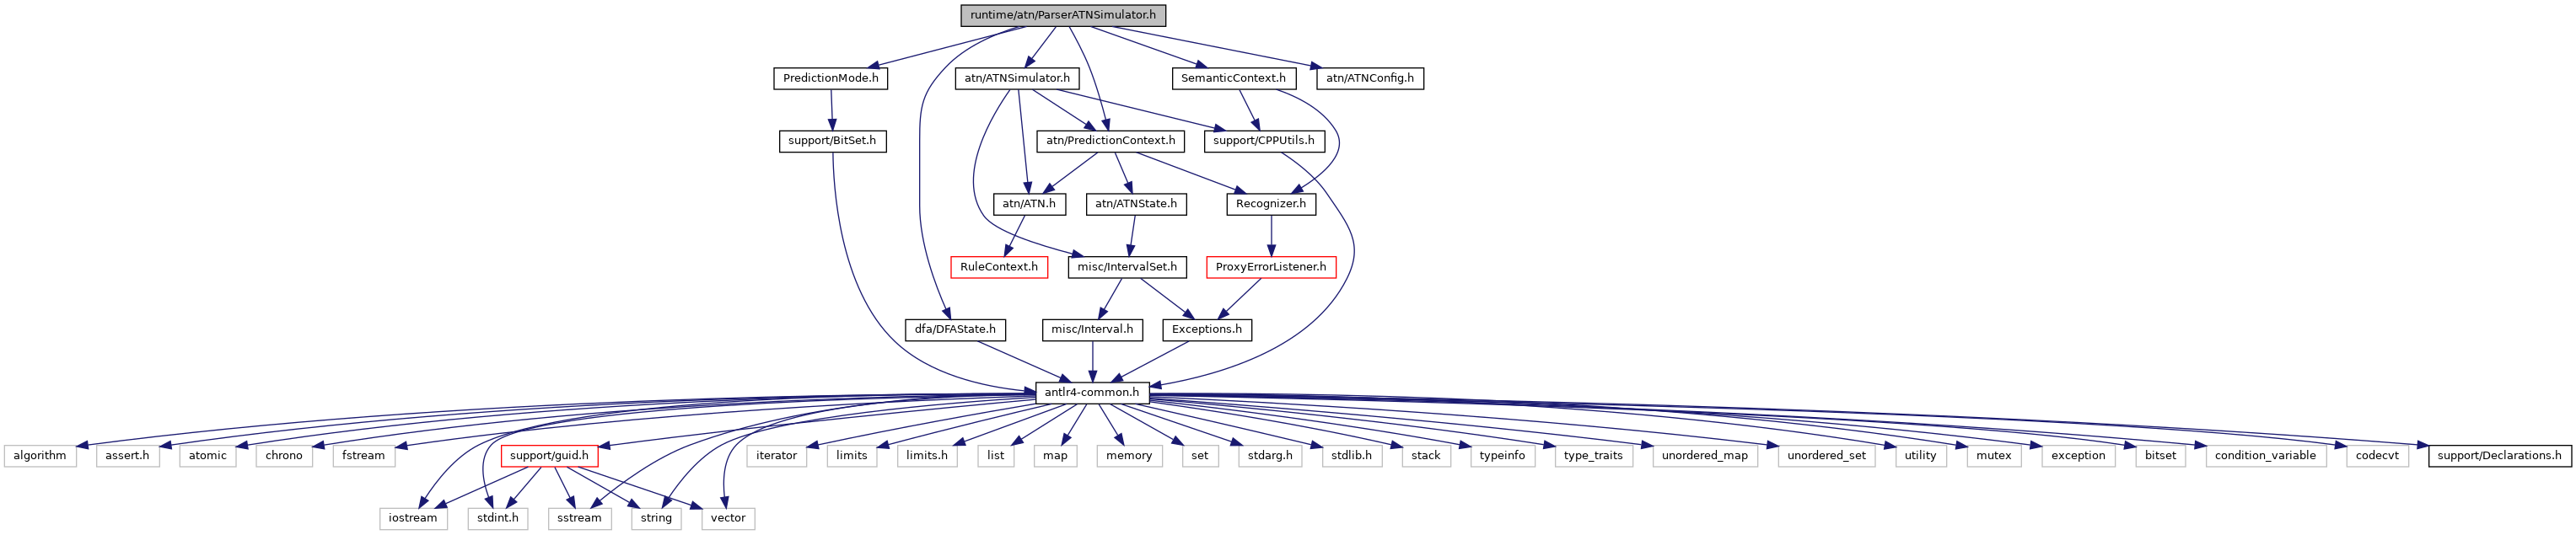 runtime/atn/ParserATNSimulator.h
PredictionMode.h
atn/ATNSimulator.h
SemanticContext.h
atn/ATNConfig.h
support/BitSet.h
atn/PredictionContext.h
support/CPPUtils.h
atn/ATN.h
atn/ATNState.h
Recognizer.h
RuleContext.h
misc/IntervalSet.h
ProxyErrorListener.h
dfa/DFAState.h
misc/Interval.h
Exceptions.h
antlr4-common.h
algorithm
assert.h
atomic
chrono
fstream
support/guid.h
iterator
limits
limits.h
list
map
memory
set
stdarg.h
stdlib.h
stack
typeinfo
type_traits
unordered_map
unordered_set
utility
mutex
exception
bitset
condition_variable
codecvt
support/Declarations.h
iostream
stdint.h
sstream
string
vector